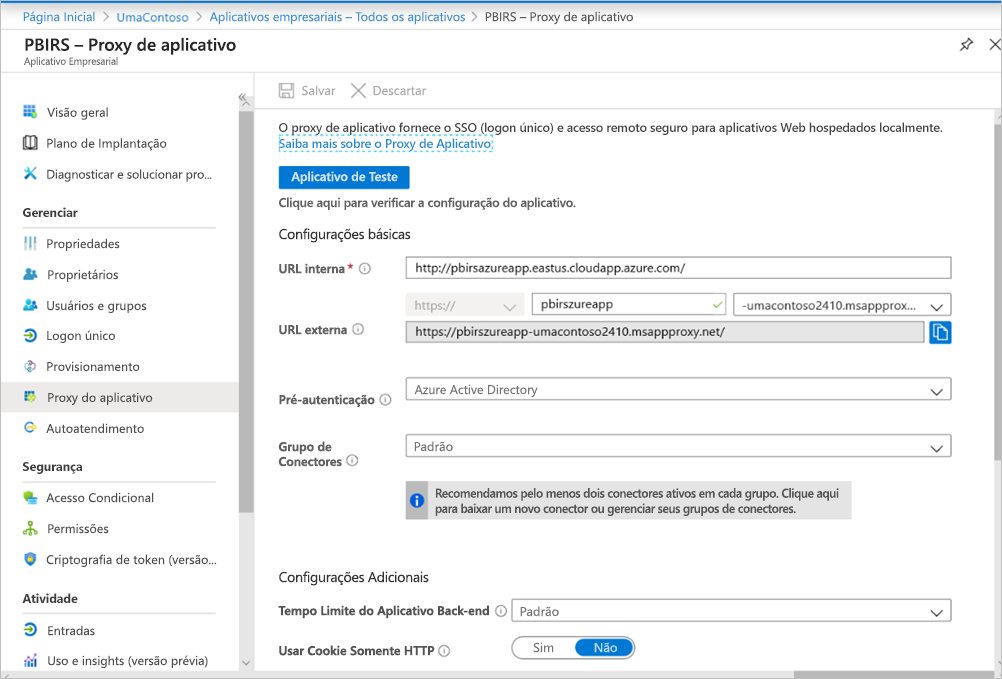 Página Inicial > UmaContoso > Aplicativos empresariais – Todos os aplicativos > PBIRS – Proxy de aplicativo
PBIRS – Proxy de aplicativo
Aplicativo Empresarial
Visão geral
Plano de Implantação
Diagnosticar e solucionar pro...
Gerenciar
Propriedades
Proprietários
Usuários e grupos
Logon único
Provisionamento
Proxy do aplicativo
Autoatendimento
Segurança
Acesso Condicional
Permissões
Criptografia de token (versão...
Atividade
Entradas
Uso e insights (versão prévia)
Salvar
Descartar
O proxy de aplicativo fornece o SSO (logon único) e acesso remoto seguro para aplicativos Web hospedados localmente.
Saiba mais sobre o Proxy de Aplicativo
Aplicativo de Teste
Clique aqui para verificar a configuração do aplicativo.
Configurações básicas
URL interna *
http://pbirsazureapp.eastus.cloudapp.azure.com/
https://
pbirszureapp
-umacontoso2410.msappprox...
URL externa
https://pbirszureapp-umacontoso2410.msappproxy.net/
Pré-autenticação
Azure Active Directory
Grupo de
Conectores
Padrão
Recomendamos pelo menos dois conectores ativos em cada grupo. Clique aqui
para baixar um novo conector ou gerenciar seus grupos de conectores.
Configurações Adicionais
Tempo Limite do Aplicativo Back-end
Padrão
Usar Cookie Somente HTTP
Sim
Não